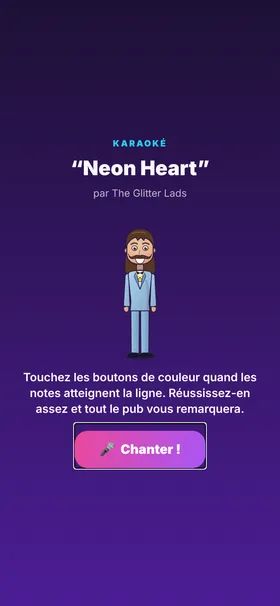 KARAOKÉ
“Neon Heart”
par The Glitter Lads
Touchez les boutons de couleur quand les
notes atteignent la ligne. Réussissez-en
assez et tout le pub vous remarquera.
🎤 Chanter !